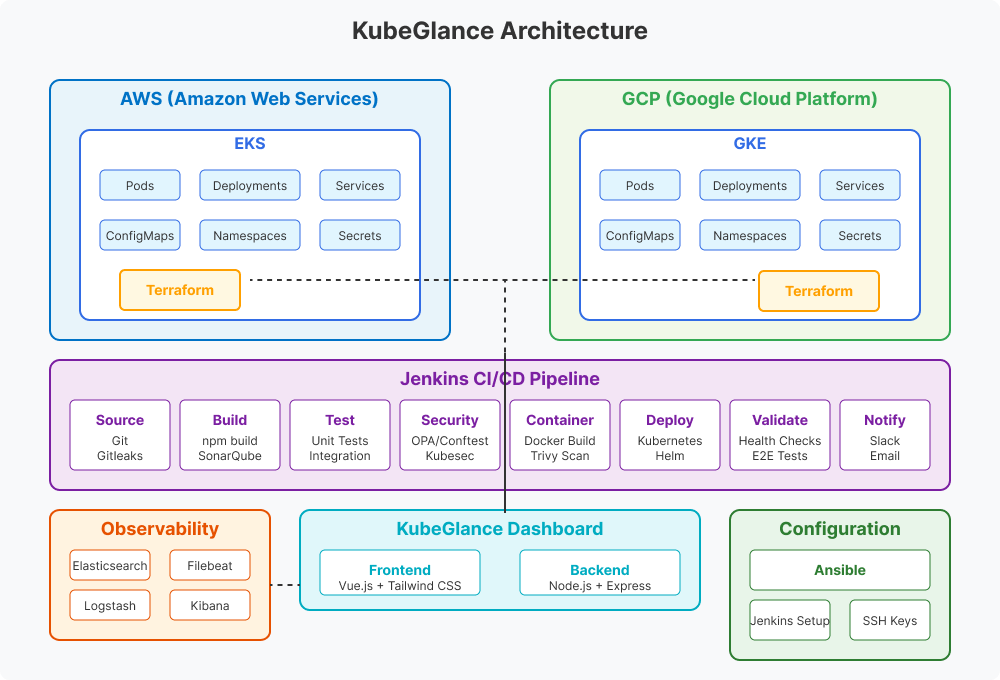 KubeGlance Architecture
AWS (Amazon Web Services)
EKS
Pods
Deployments
Services
ConfigMaps
Namespaces
Secrets
Terraform
GCP (Google Cloud Platform)
GKE
Pods
Deployments
Services
ConfigMaps
Namespaces
Secrets
Terraform
Jenkins CI/CD Pipeline
Source
Git
Gitleaks
Build
npm build
SonarQube
Test
Unit Tests
Integration
Security
OPA/Conftest
Kubesec
Container
Docker Build
Trivy Scan
Deploy
Kubernetes
Helm
Validate
Health Checks
E2E Tests
Notify
Slack
Email
Observability
Elasticsearch
Filebeat
Logstash
Kibana
KubeGlance Dashboard
Frontend
Vue.js + Tailwind CSS
Backend
Node.js + Express
Configuration
Ansible
Jenkins Setup
SSH Keys